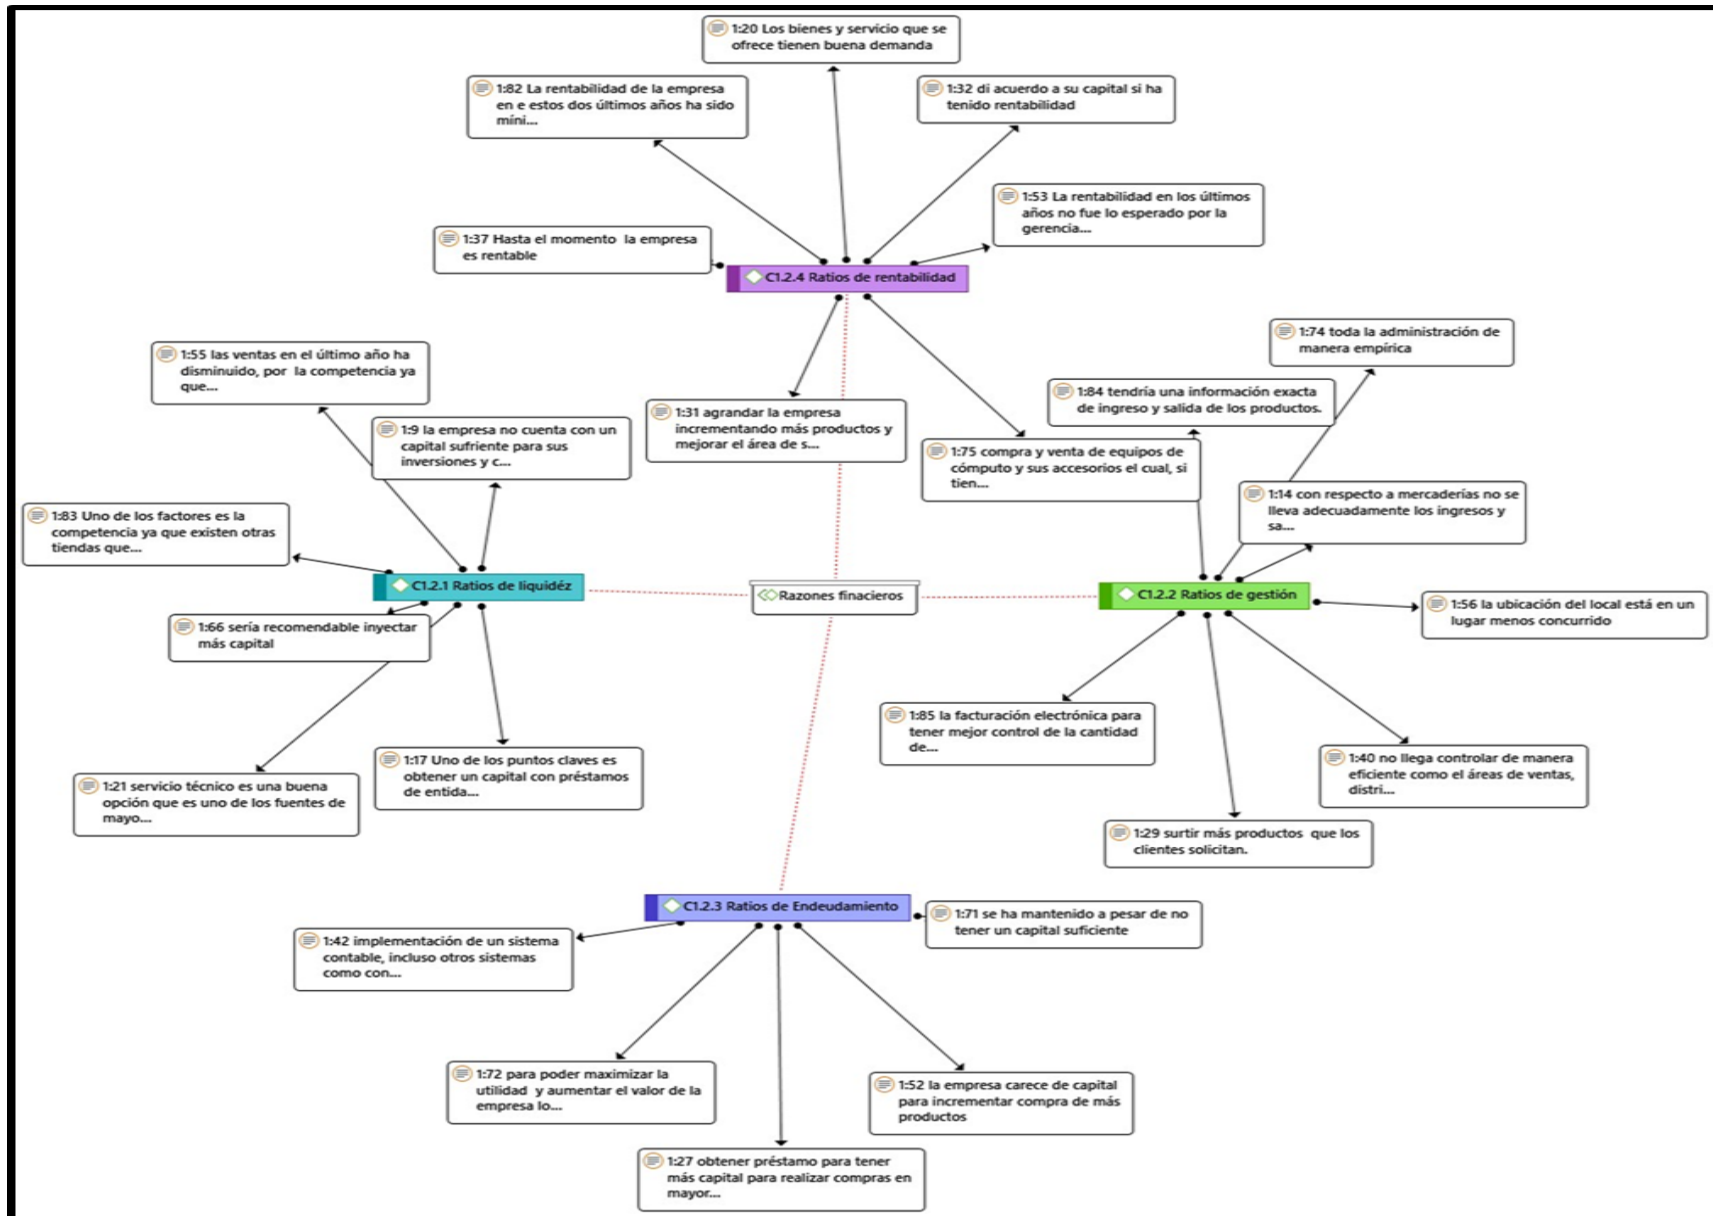 1:20 Los bienes y servicio que se
ofrece tienen buena demanda
1:82 La rentabilidad de la empresa
en e estos dos últimos años ha sido
míni...
1:32 di acuerdo a su capital si ha
tenido rentabilidad
1:53 La rentabilidad en los últimos
años no fue lo esperado por la
gerencia...
1:37 Hasta el momento la empresa
es rentable
C1.2.4 Ratios de rentabilidad
1:74 toda la administración de
manera empírica
1:55 las ventas en el último año ha
disminuido, por la competencia ya
que...
1:84 tendría una información exacta
de ingreso y salida de los productos.
1:31 agrandar la empresa
incrementando más productos y
mejorar el área de s...
1:9 la empresa no cuenta con un
capital sufriente para sus
inversiones y c...
1:75 compra y venta de equipos de
cómputo y sus accesorios el cual, si
tien...
1:14 con respecto a mercaderías no se
lleva adecuadamente los ingresos y
sa...
1:83 Uno de los factores es la
competencia ya que existen otras
tiendas que...
C1.2.1 Ratios de liquidéz
Razones finacieros
C1.2.2 Ratios de gestión
1:56 la ubicación del local está en un
lugar menos concurrido
1:66 sería recomendable inyectar
más capital
1:85 la facturación electrónica para
tener mejor control de la cantidad
de...
1:40 no llega controlar de manera
eficiente como el áreas de ventas,
distri...
1:17 Uno de los puntos claves es
obtener un capital con préstamos
de entida...
1:21 servicio técnico es una buena
opción que es uno de los fuentes de
mayo...
1:29 surtir más productos que los
clientes solicitan.
C1.2.3 Ratios de Endeudamiento
1:71 se ha mantenido a pesar de no
tener un capital suficiente
1:42 implementación de un sistema
contable, incluso otros sistemas
como con...
1:72 para poder maximizar la
utilidad y aumentar el valor de la
empresa lo...
1:52 la empresa carece de capital
para incrementar compra de más
productos
1:27 obtener préstamo para tener
más capital para realizar compras en
mayor...